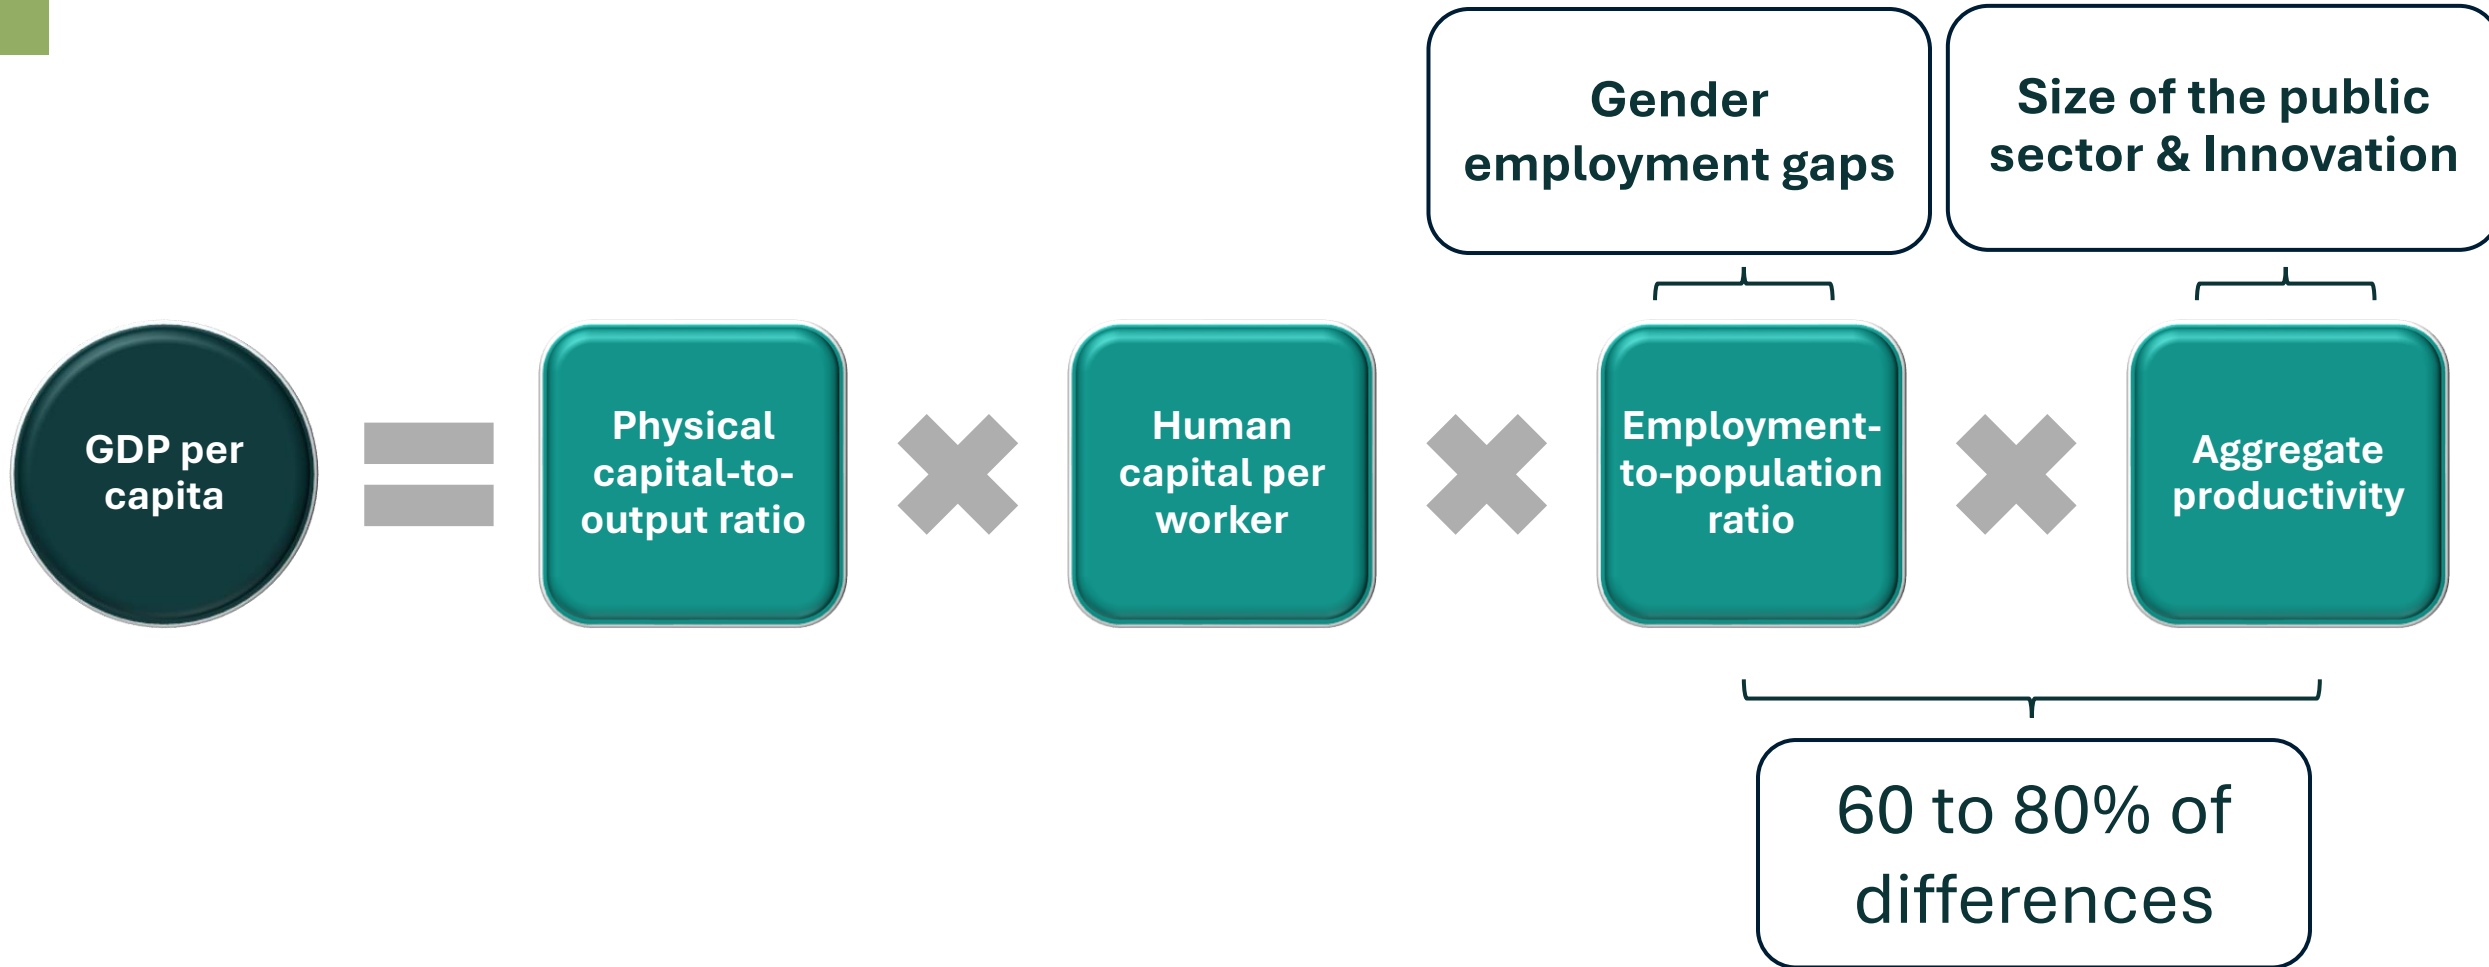 Gender
employment gaps
Size of the public
sector & Innovation
GDP per
capita
Physical
capital-to-
output ratio
Human
capital per
worker
Employment-
to-population
ratio
Aggregate
productivity
60 to 80% of
differences